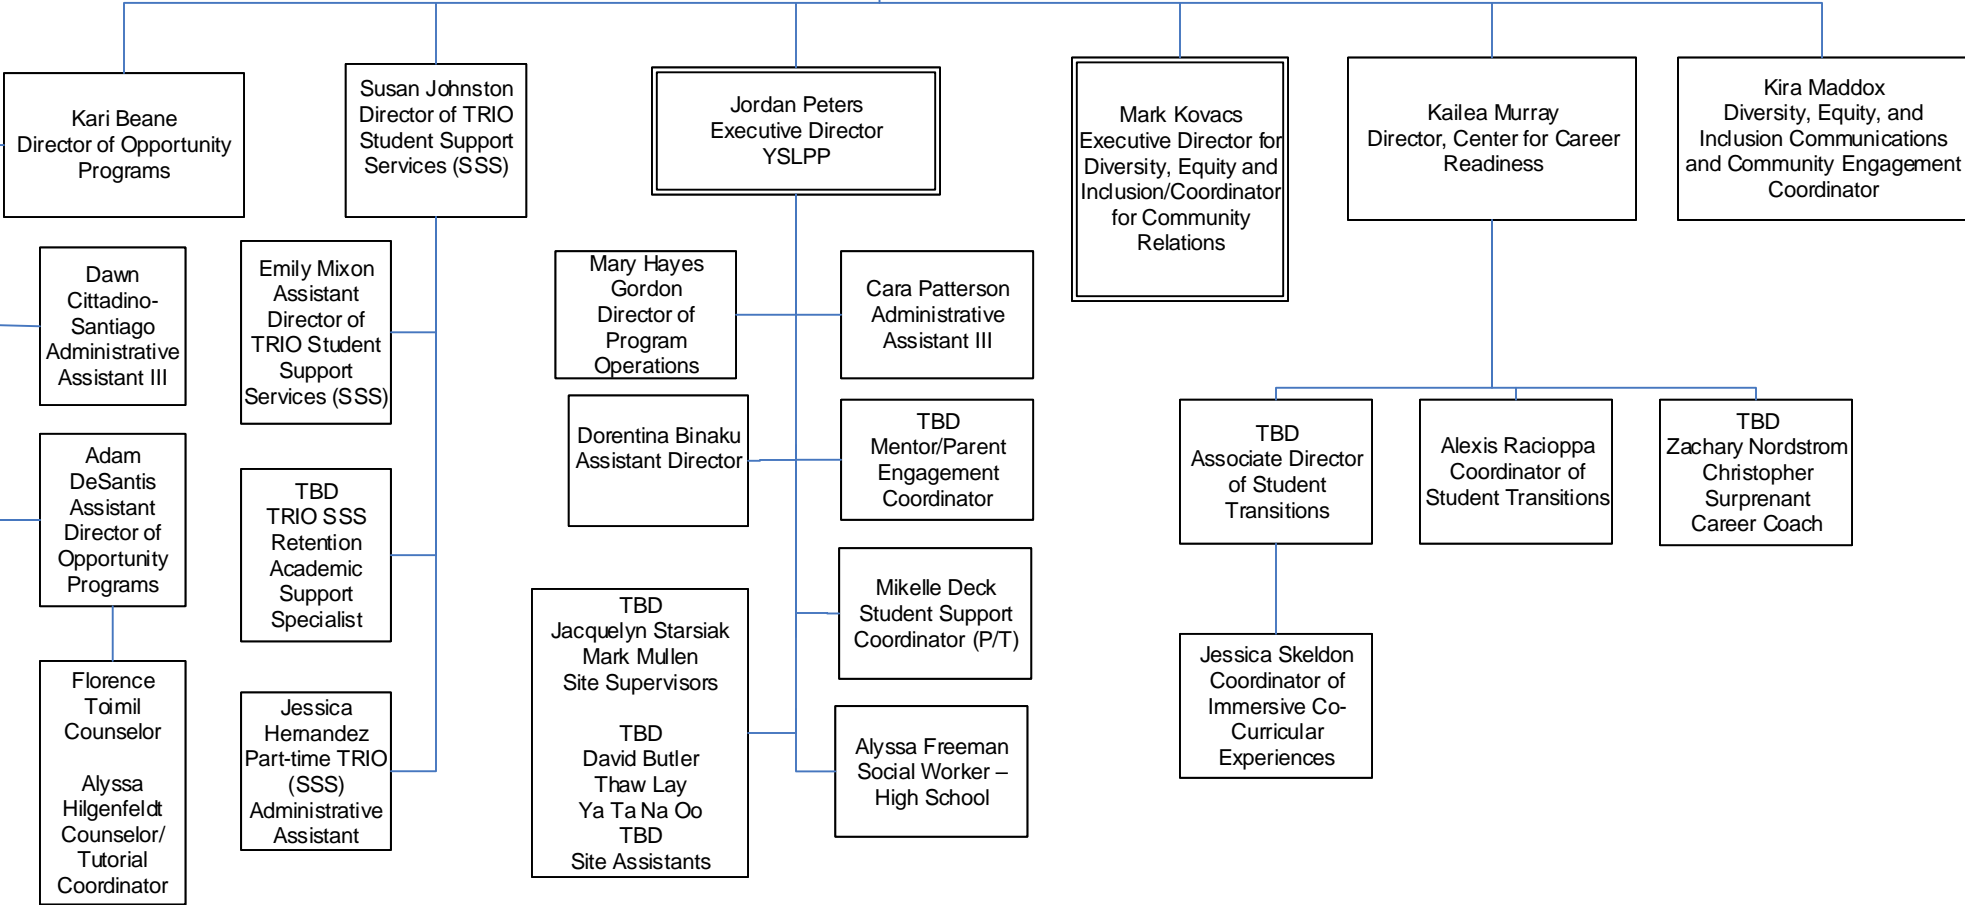 Kari Beane
Director of Opportunity
Programs
Susan Johnston
Director of TRIO
Student Support
Services (SSS)
Jordan Peters
Executive Director
YSLPP
Mark Kovacs
Executive Director for
Diversity, Equity and
Inclusion/Coordinator
for Community
Relations
Kailea Murray
Director, Center for Career
Readiness
Kira Maddox
Diversity, Equity, and
Inclusion Communications
and Community Engagement
Coordinator
Dawn
Cittadino-
Santiago
Administrative
Assistant III
Adam
DeSantis
Assistant
Director of
Opportunity
Programs
Florence
Toimil
Counselor
Alyssa
Hilgenfeldt
Counselor/
Tutorial
Coordinator
Emily Mixon
Assistant
Director of
TRIO Student
Support
Services (SSS)
TBD
TRIO SSS
Retention
Academic
Support
Specialist
Jessica
Hernandez
Part-time TRIO
(SSS)
Administrative
Assistant
Mary Hayes
Gordon
Director of
Program
Operations
Cara Patterson
Administrative
Assistant III
Dorentina Binaku
Assistant Director
TBD
Mentor/Parent
Engagement
Coordinator
Mikelle Deck
Student Support
Coordinator (P/T)
TBD
Jacquelyn Starsiak
Mark Mullen
Site Supervisors
TBD
David Butler
Thaw Lay
Ya Ta Na Oo
TBD
Site Assistants
Alyssa Freeman
Social Worker –
High School
TBD
Associate Director
of Student
Transitions
Alexis Racioppa
Coordinator of
Student Transitions
TBD
Zachary Nordstrom
Christopher
Surprenant
Career Coach
Jessica Skeldon
Coordinator of
Immersive Co-
Curricular
Experiences